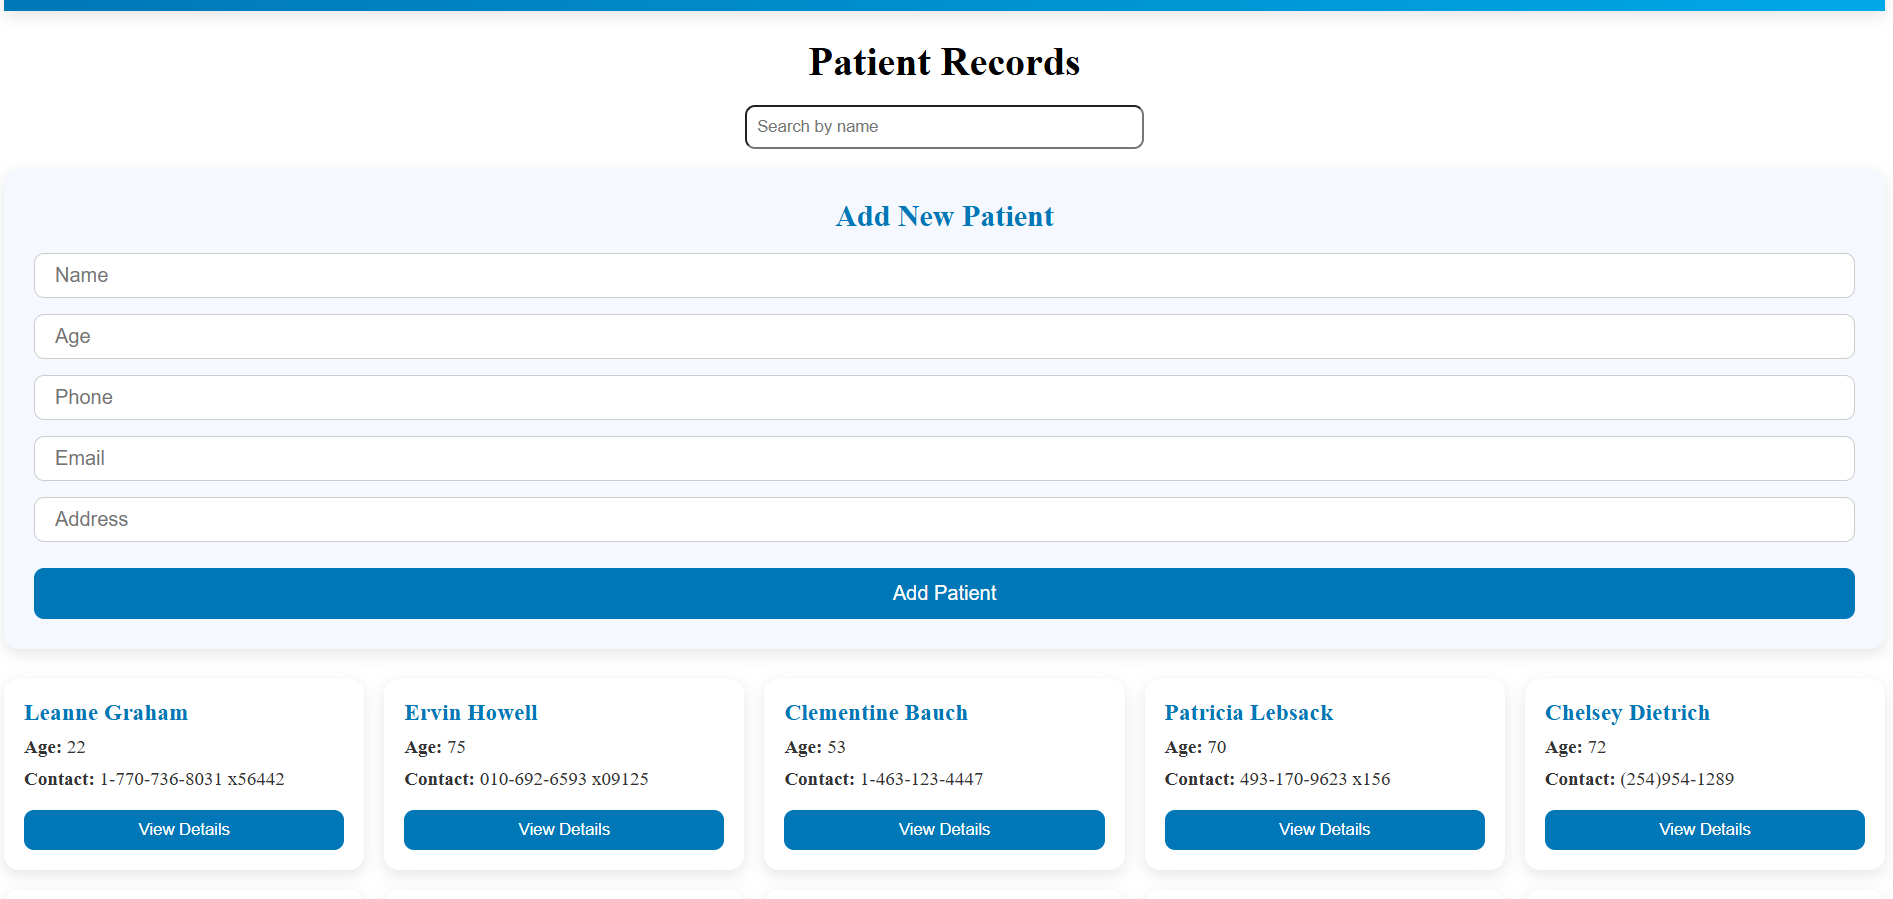 Patient Records
Search by name
Add New Patient
Name
Age
Phone
Email
Address
Add Patient
Leanne Graham
Age: 22
Contact: 1-770-736-8031 x56442
View Details
Ervin Howell
Age: 75
Contact: 010-692-6593 x09125
View Details
Clementine Bauch
Age: 53
Contact: 1-463-123-4447
View Details
Patricia Lebsack
Age: 70
Contact: 493-170-9623 x156
View Details
Chelsey Dietrich
Age: 72
Contact: (254)954-1289
View Details